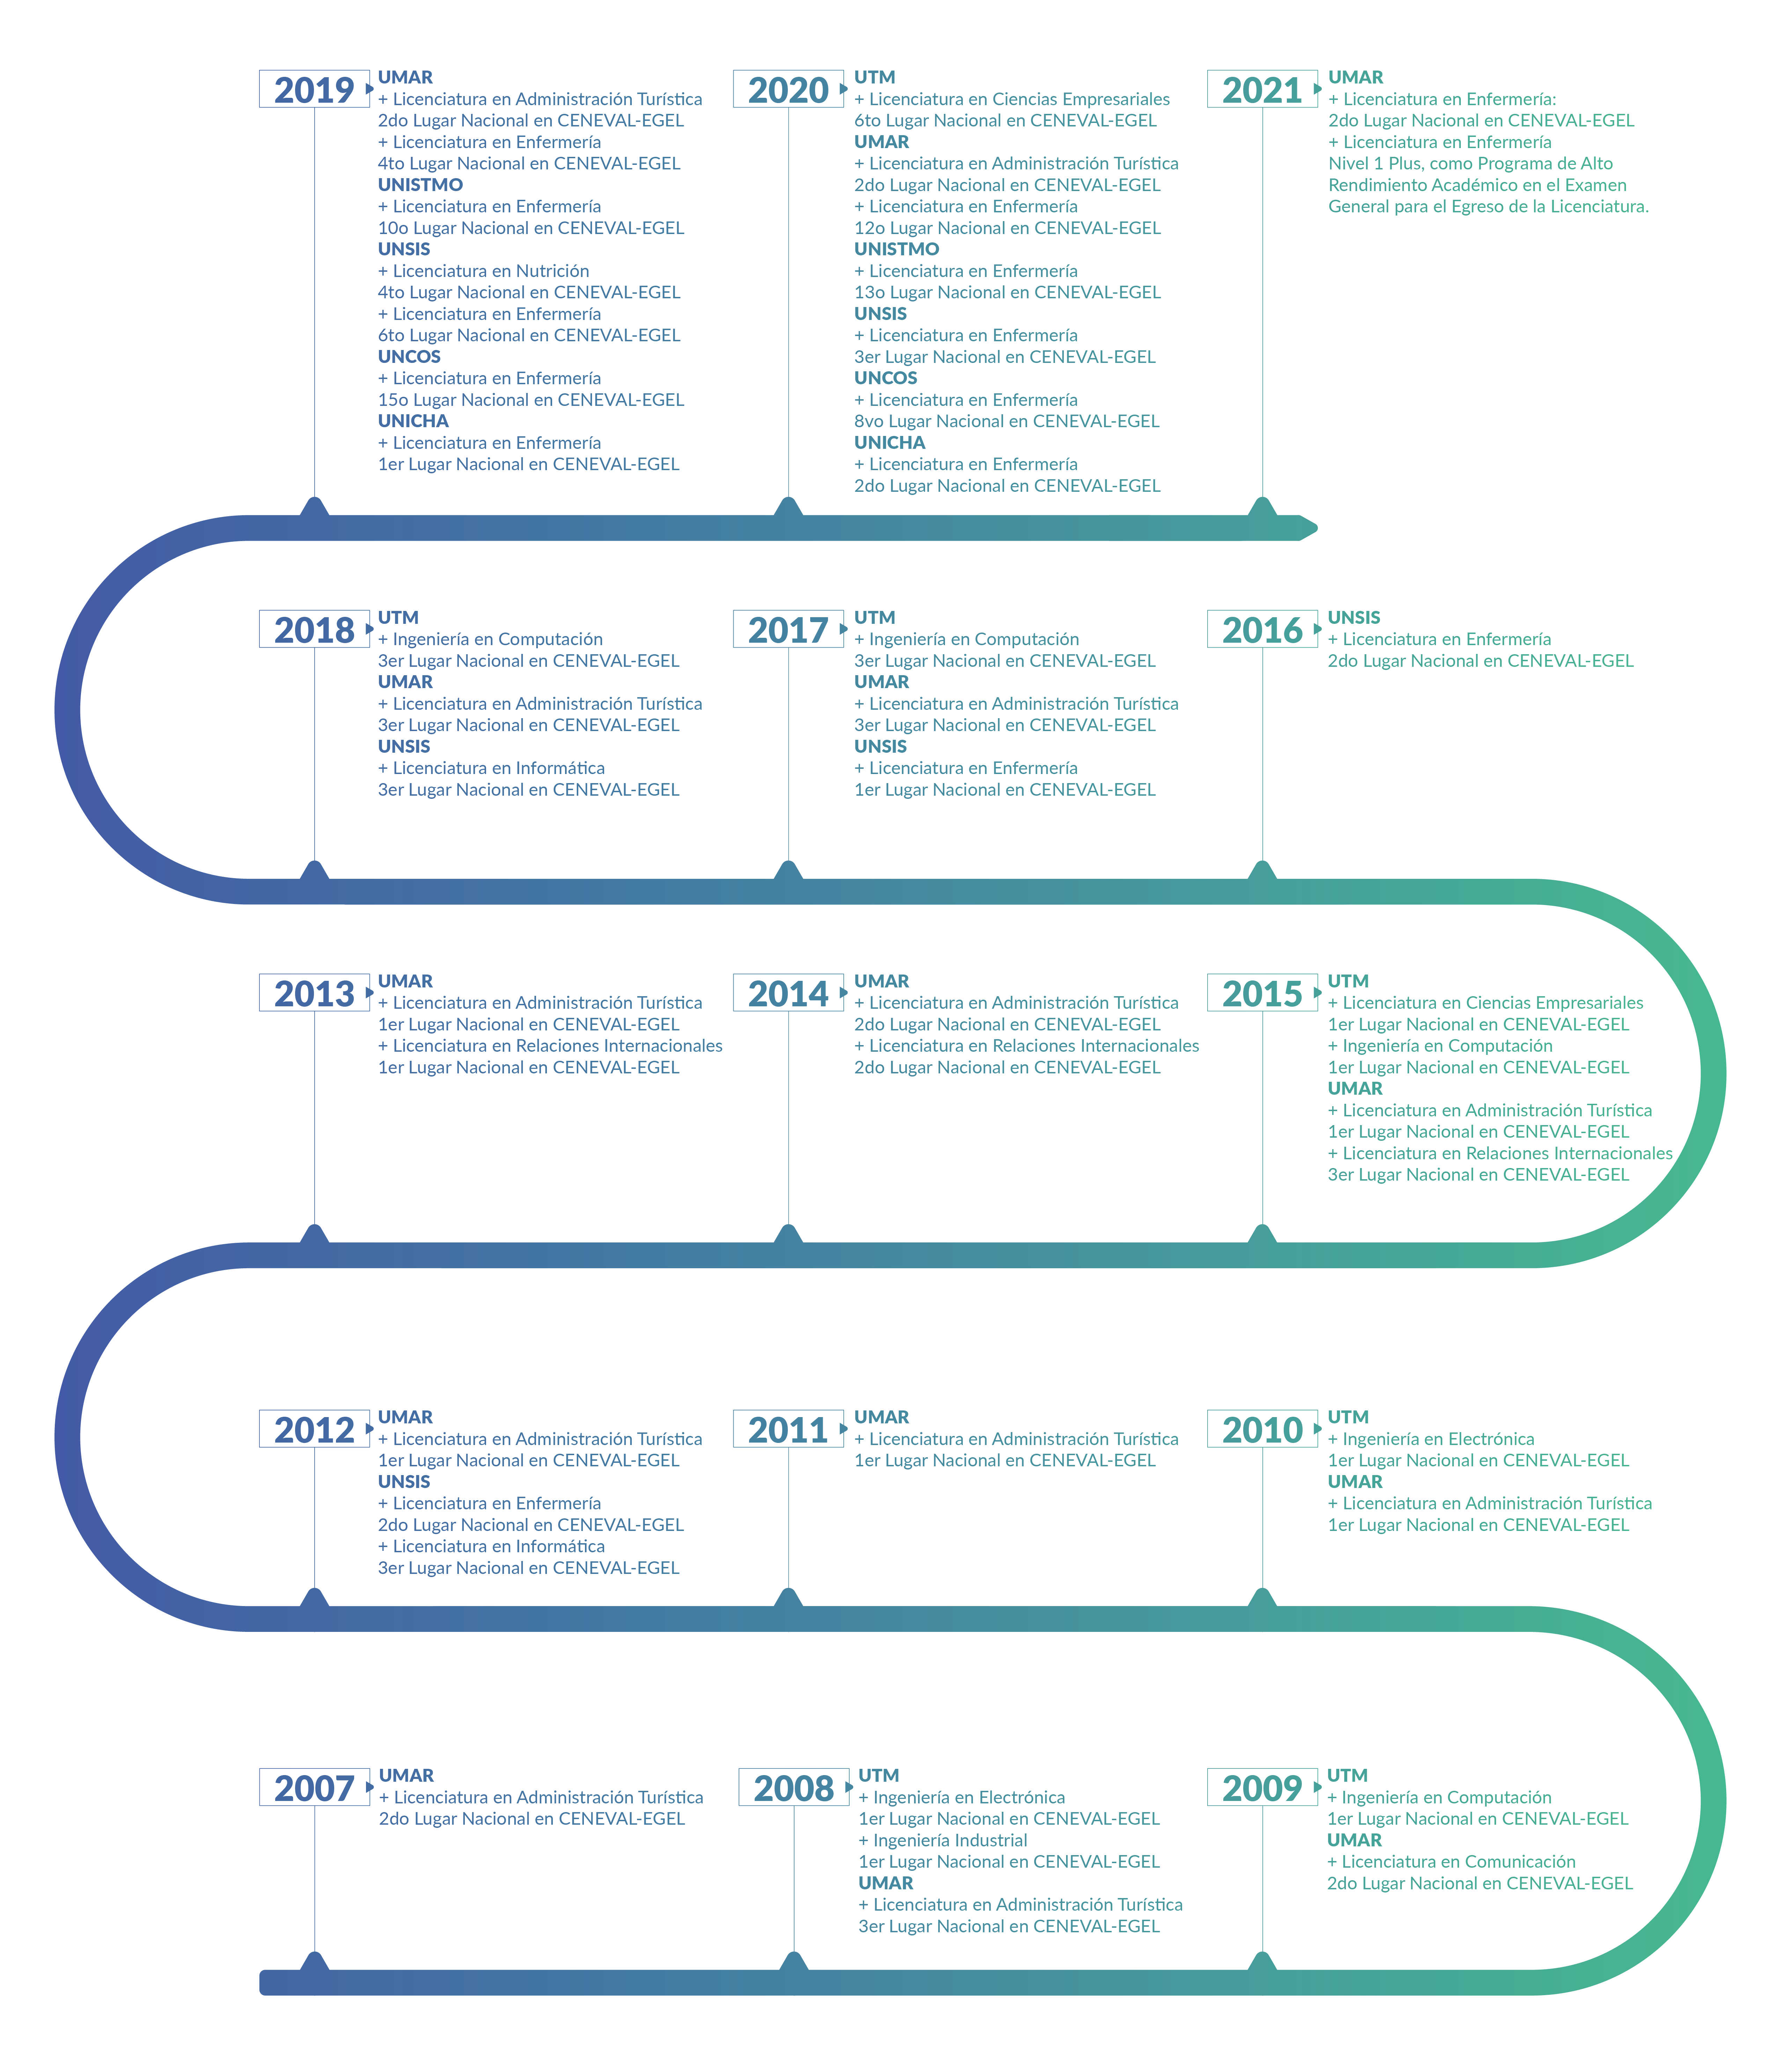 2019
UMAR
+ Licenciatura en Administración Turística
2do Lugar Nacional en CENEVAL-EGEL
+ Licenciatura en Enfermería
4to Lugar Nacional en CENEVAL-EGEL
UNISTMO
+ Licenciatura en Enfermería
10o Lugar Nacional en CENEVAL-EGEL
UNSIS
+ Licenciatura en Nutrición
4to Lugar Nacional en CENEVAL-EGEL
+ Licenciatura en Enfermería
6to Lugar Nacional en CENEVAL-EGEL
UNCOS
+ Licenciatura en Enfermería
15o Lugar Nacional en CENEVAL-EGEL
UNICHA
+ Licenciatura en Enfermería
1er Lugar Nacional en CENEVAL-EGEL
2020
UTM
+ Licenciatura en Ciencias Empresariales
6to Lugar Nacional en CENEVAL-EGEL
UMAR
+ Licenciatura en Administración Turística
2do Lugar Nacional en CENEVAL-EGEL
+ Licenciatura en Enfermería
12o Lugar Nacional en CENEVAL-EGEL
UNISTMO
+ Licenciatura en Enfermería
13o Lugar Nacional en CENEVAL-EGEL
UNSIS
+ Licenciatura en Enfermería
3er Lugar Nacional en CENEVAL-EGEL
UNCOS
+ Licenciatura en Enfermería
8vo Lugar Nacional en CENEVAL-EGEL
UNICHA
+ Licenciatura en Enfermería
2do Lugar Nacional en CENEVAL-EGEL
2021
UMAR
+ Licenciatura en Enfermería:
2do Lugar Nacional en CENEVAL-EGEL
+ Licenciatura en Enfermería
Nivel 1 Plus, como Programa de Alto
Rendimiento Académico en el Examen
General para el Egreso de la Licenciatura.
2018
UTM
+ Ingeniería en Computación
3er Lugar Nacional en CENEVAL-EGEL
UMAR
+ Licenciatura en Administración Turística
3er Lugar Nacional en CENEVAL-EGEL
UNSIS
+ Licenciatura en Informática
3er Lugar Nacional en CENEVAL-EGEL
2017
UTM
+ Ingeniería en Computación
3er Lugar Nacional en CENEVAL-EGEL
UMAR
+ Licenciatura en Administración Turística
3er Lugar Nacional en CENEVAL-EGEL
UNSIS
+ Licenciatura en Enfermería
1er Lugar Nacional en CENEVAL-EGEL
2016
UNSIS
+ Licenciatura en Enfermería
2do Lugar Nacional en CENEVAL-EGEL
2013
UMAR
+ Licenciatura en Administración Turística
1er Lugar Nacional en CENEVAL-EGEL
+ Licenciatura en Relaciones Internacionales
1er Lugar Nacional en CENEVAL-EGEL
2014
UMAR
+ Licenciatura en Administración Turística
2do Lugar Nacional en CENEVAL-EGEL
+ Licenciatura en Relaciones Internacionales
2do Lugar Nacional en CENEVAL-EGEL
2015
UTM
+ Licenciatura en Ciencias Empresariales
1er Lugar Nacional en CENEVAL-EGEL
+ Ingeniería en Computación
1er Lugar Nacional en CENEVAL-EGEL
UMAR
+ Licenciatura en Administración Turística
1er Lugar Nacional en CENEVAL-EGEL
+ Licenciatura en Relaciones Internacionales
3er Lugar Nacional en CENEVAL-EGEL
2012
UMAR
+ Licenciatura en Administración Turística
1er Lugar Nacional en CENEVAL-EGEL
UNSIS
+ Licenciatura en Enfermería
2do Lugar Nacional en CENEVAL-EGEL
+ Licenciatura en Informática
3er Lugar Nacional en CENEVAL-EGEL
2011
UMAR
+ Licenciatura en Administración Turística
1er Lugar Nacional en CENEVAL-EGEL
2010
UTM
+ Ingeniería en Electrónica
1er Lugar Nacional en CENEVAL-EGEL
UMAR
+ Licenciatura en Administración Turística
1er Lugar Nacional en CENEVAL-EGEL
2007
UMAR
+ Licenciatura en Administración Turística
2do Lugar Nacional en CENEVAL-EGEL
2008
UTM
+ Ingeniería en Electrónica
1er Lugar Nacional en CENEVAL-EGEL
+ Ingeniería Industrial
1er Lugar Nacional en CENEVAL-EGEL
UMAR
+ Licenciatura en Administración Turística
3er Lugar Nacional en CENEVAL-EGEL
2009
UTM
+ Ingeniería en Computación
1er Lugar Nacional en CENEVAL-EGEL
UMAR
+ Licenciatura en Comunicación
2do Lugar Nacional en CENEVAL-EGEL